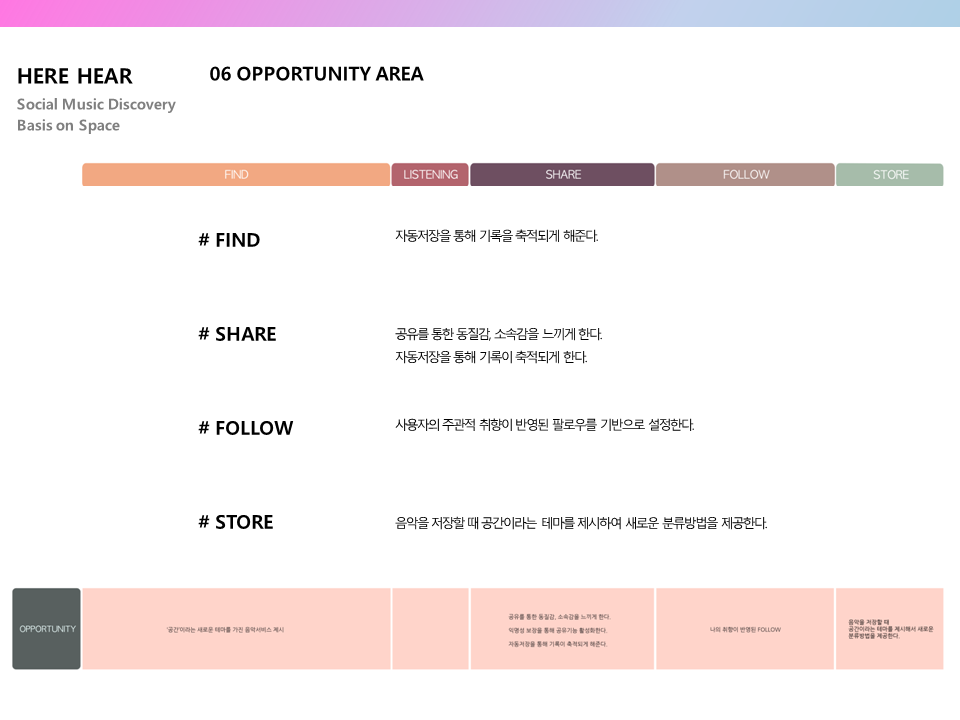 HERE HEAR
Social Music Discovery
Basis on Space
06 OPPORTUNITY AREA
FIND
LISTENING
SHARE
FOLLOW
STORE
# FIND
자동저장을 통해 기록을 축적되게 해준다.
# SHARE
공유를 통한 동질감, 소속감을 느끼게 한다.
자동저장을 통해 기록이 축적되게 한다.
# FOLLOW
사용자의 주관적 취향이 반영된 팔로우를 기반으로 설정한다.
# STORE
음악을 저장할 때 공간이라는 테마를 제시하여 새로운 분류방법을 제공한다.
OPPORTUNITY
'공간'이라는 새로운 테마를 가진 음악서비스 제시
공유를 통한 동질감, 소속감을 느끼게 한다.
익명성 보장을 통해 공유기능 활성화한다.
자동저장을 통해 기록이 축적되게 해준다.
나의 취향이 반영된 FOLLOW
음악을 저장할 때
공간이라는 테마를 제시해서 새로운
분류방법을 제공한다.